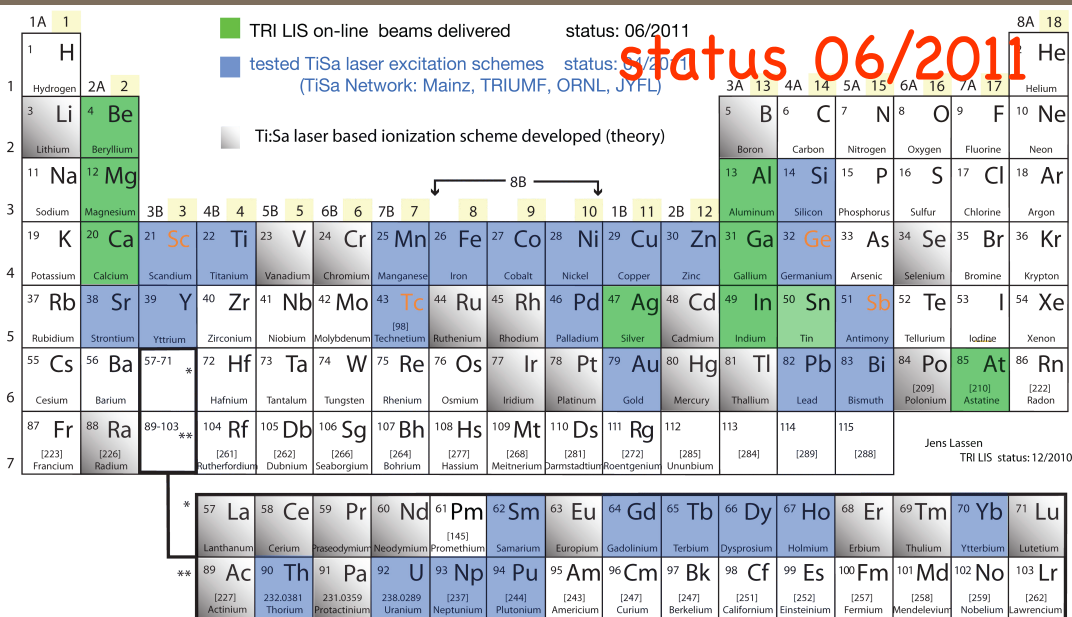 1A 1
8A 18
TRI LIS on-line beams delivered status: 06/2011
status 06/2011
tested TiSa laser excitation schemes status: 04/2011
(TiSa Network: Mainz, TRIUMF, ORNL, JYFL)
Ti:Sa laser based ionization scheme developed (theory)
1 H Hydrogen
2A 2
3A 13 4A 14 5A 15 6A 16 7A 17
He Helium
1
3 Li Lithium
4 Be Beryllium
5 B Boron
6 C Carbon
7 N Nitrogen
8 O Oxygen
9 F Fluorine
10 Ne Neon
2
11 Na Sodium
12 Mg Magnesium
8B
3B 3 4B 4 5B 5 6B 6 7B 7 8 9 10 1B 11 2B 12
13 Al Aluminum
14 Si Silicon
15 P Phosphorus
16 S Sulfur
17 Cl Chlorine
18 Ar Argon
3
19 K Potassium
20 Ca Calcium
21 Sc Scandium
22 Ti Titanium
23 V Vanadium
24 Cr Chromium
25 Mn Manganese
26 Fe Iron
27 Co Cobalt
28 Ni Nickel
29 Cu Copper
30 Zn Zinc
31 Ga Gallium
32 Ge Germanium
33 As Arsenic
34 Se Selenium
35 Br Bromine
36 Kr Krypton
4
37 Rb Rubidium
38 Sr Strontium
39 Y Yttrium
40 Zr Zirconium
41 Nb Niobium
42 Mo Molybdenum
43 Tc [98] Technetium
44 Ru Ruthenium
45 Rh Rhodium
46 Pd Palladium
47 Ag Silver
48 Cd Cadmium
49 In Indium
50 Sn Tin
51 Sb Antimony
52 Te Tellurium
53 I Iodine
54 Xe Xenon
5
55 Cs Cesium
56 Ba Barium
57-71 *
72 Hf Hafnium
73 Ta Tantalum
74 W Tungsten
75 Re Rhenium
76 Os Osmium
77 Ir Iridium
78 Pt Platinum
79 Au Gold
80 Hg Mercury
81 Tl Thallium
82 Pb Lead
83 Bi Bismuth
84 Po [209] Polonium
85 At [210] Astatine
86 Rn [222] Radon
6
87 Fr [223] Francium
88 Ra [226] Radium
89-103 **
104 Rf [261] Rutherfordium
105 Db [262] Dubnium
106 Sg [266] Seaborgium
107 Bh [264] Bohrium
108 Hs [277] Hassium
109 Mt [268] Meitnerium
110 Ds [281] Darmstadtium
111 Rg [272] Roentgenium
112 [285] Ununbium
113 [284]
114 [289]
115 [288]
7
Jens Lassen
TRI LIS status: 12/2010
*
57 La Lanthanum
58 Ce Cerium
59 Pr Praseodymium
60 Nd Neodymium
61 Pm [145] Promethium
62 Sm Samarium
63 Eu Europium
64 Gd Gadolinium
65 Tb Terbium
66 Dy Dysprosium
67 Ho Holmium
68 Er Erbium
69 Tm Thulium
70 Yb Ytterbium
71 Lu Lutetium
**
89 Ac [227] Actinium
90 Th 232.0381 Thorium
91 Pa 231.0359 Protactinium
92 U 238.0289 Uranium
93 Np [237] Neptunium
94 Pu [244] Plutonium
95 Am [243] Americium
96 Cm [247] Curium
97 Bk [247] Berkelium
98 Cf [251] Californium
99 Es [252] Einsteinium
100 Fm [257] Fermium
101 Md [258] Mendelevium
102 No [259] Nobelium
103 Lr [262] Lawrencium